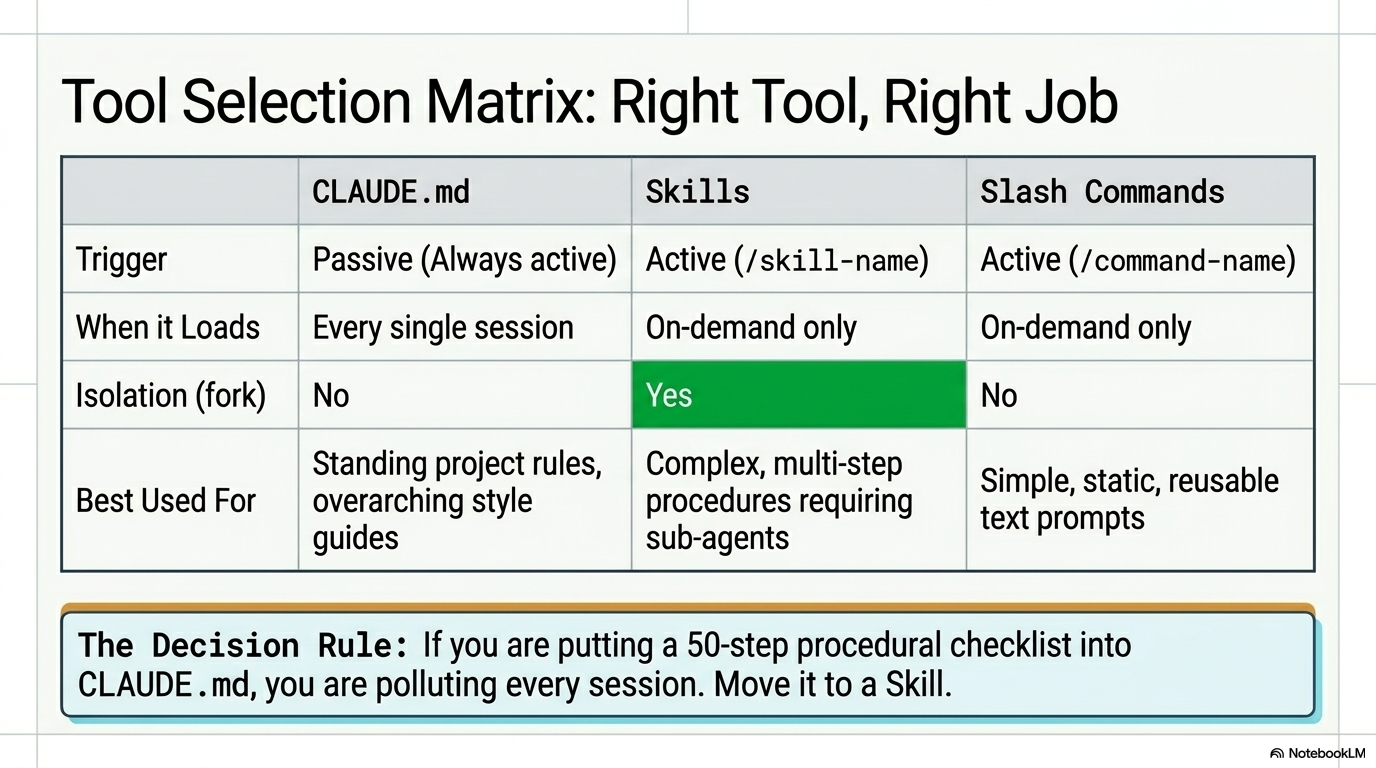 Tool Selection Matrix: Right Tool, Right Job
CLAUDE.md Skills Slash Commands
Trigger Passive (Always active) Active (/skill-name) Active (/command-name)
When it Loads Every single session On-demand only On-demand only
Isolation (fork) No Yes No
Best Used For
Standing project rules,
overarching style
guides
Complex, multi-step
procedures requiring
sub-agents
Simple, static, reusable
text prompts
The Decision Rule: If you are putting a 50-step procedural checklist into
CLAUDE.md, you are polluting every session. Move it to a Skill.
NotebookLM